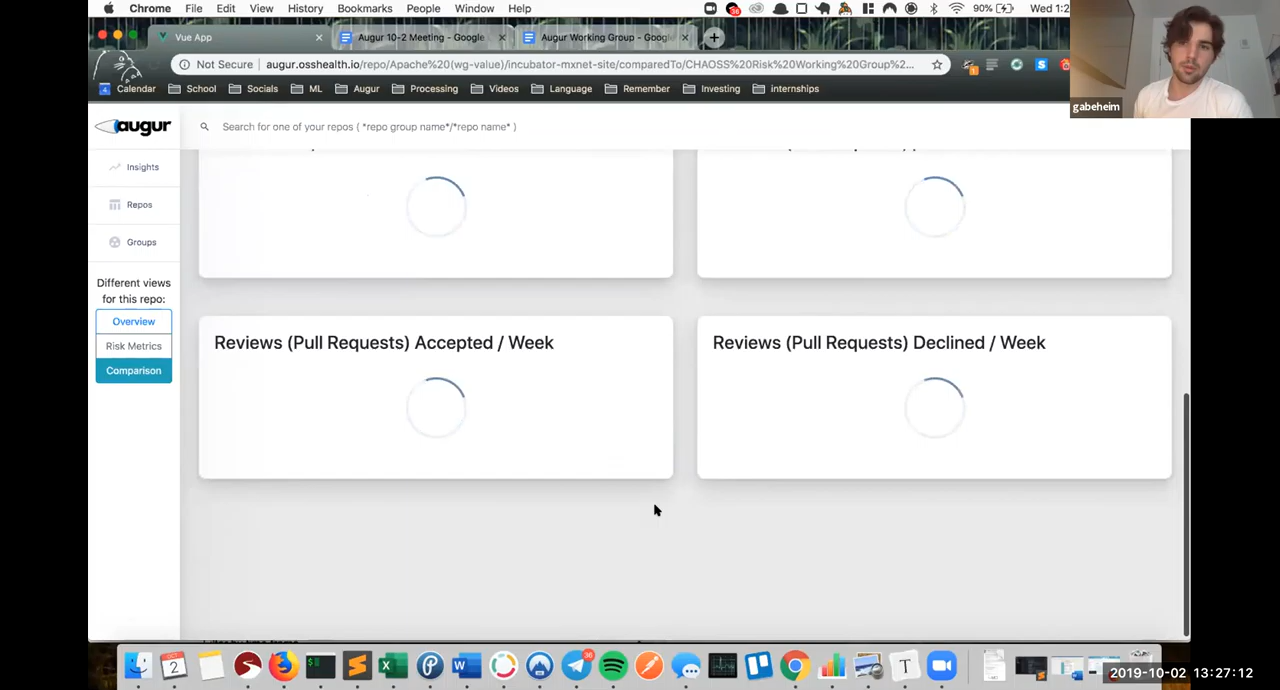 Chrome File Edit View History Bookmarks People Window Help 90% Wed 1:2
Vue App
Augur 10-2 Meeting - Google
Augur Working Group - Google
Not Secure augur.osshealth.io/repo/Apache%20(wg-value)/incubator-mxnet-site/comparedTo/CHAOSS%20Risk%20Working%20Group%2...
Calendar School Socials ML Augur Processing Videos Language Remember Investing internships
gabeheim
augur
Search for one of your repos ( *repo group name*/*repo name* )
Insights
Repos
Groups
Different views
for this repo:
Overview
Risk Metrics
Comparison
Reviews (Pull Requests) Accepted / Week
Reviews (Pull Requests) Declined / Week
2019-10-02 13:27:12